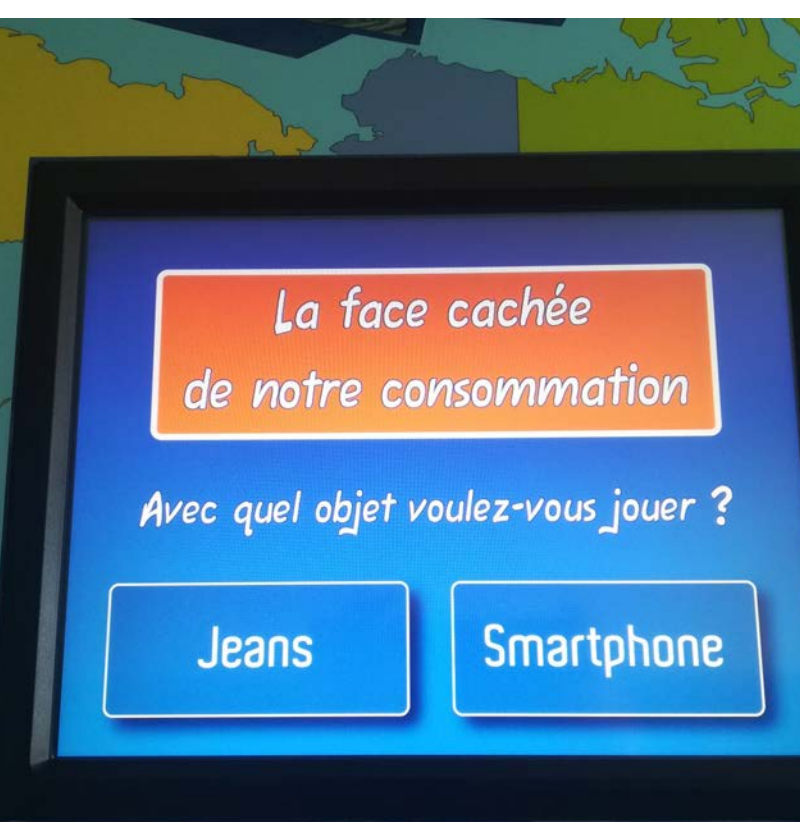 La face cachée
de notre consommation
Avec quel objet voulez-vous jouer ?
Jeans
Smartphone